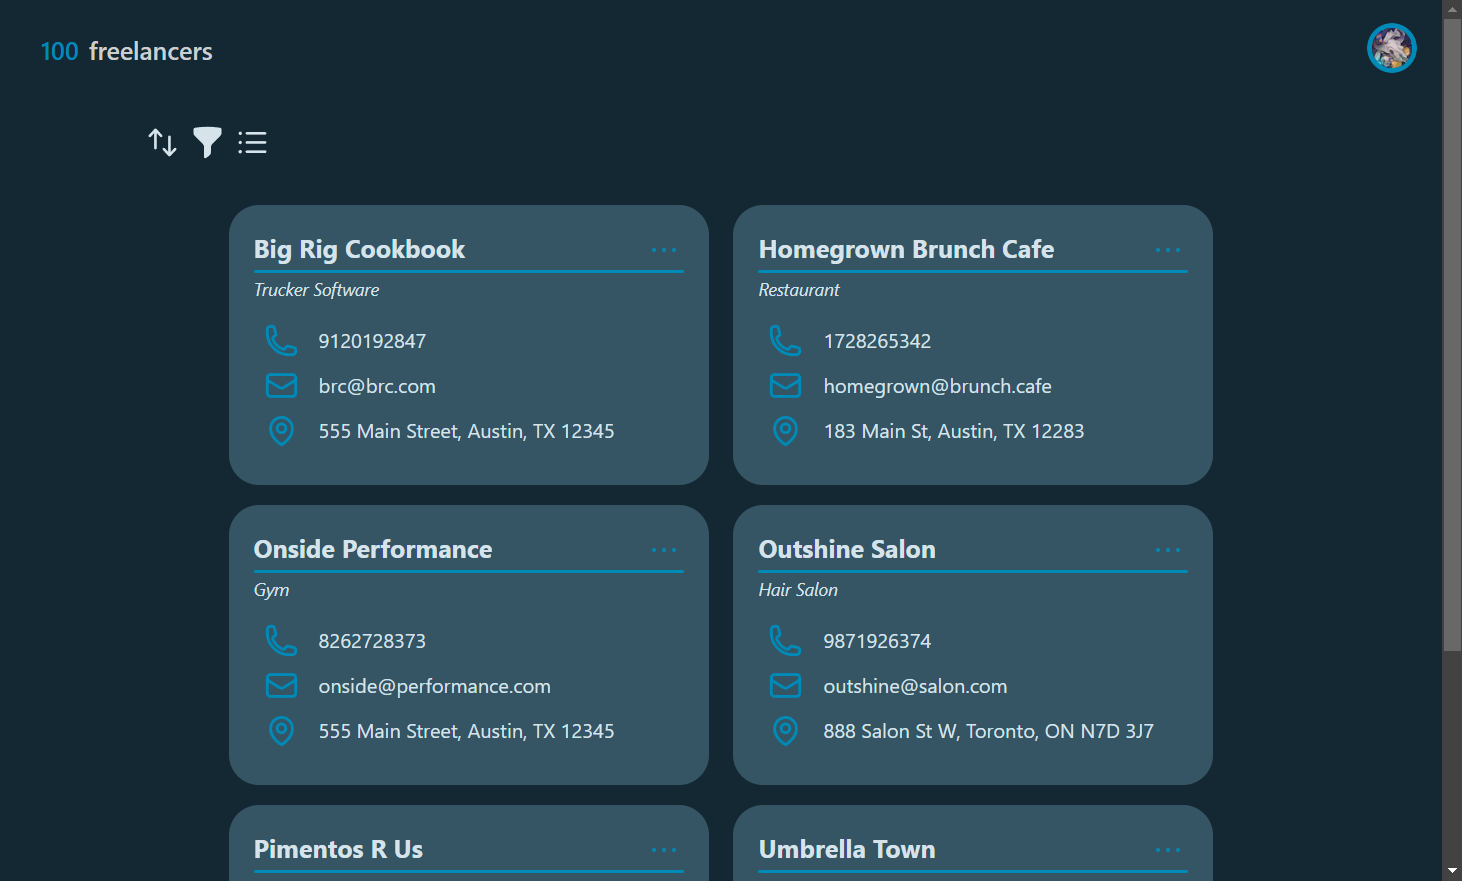 100 freelancers
Big Rig Cookbook
Trucker Software
9120192847
brc@brc.com
555 Main Street, Austin, TX 12345
Homegrown Brunch Cafe
Restaurant
1728265342
homegrown@brunch.cafe
183 Main St, Austin, TX 12283
Onside Performance
Gym
8262728373
onside@performance.com
555 Main Street, Austin, TX 12345
Outshine Salon
Hair Salon
9871926374
outshine@salon.com
888 Salon St W, Toronto, ON N7D 3J7
Pimentos R Us
Umbrella Town